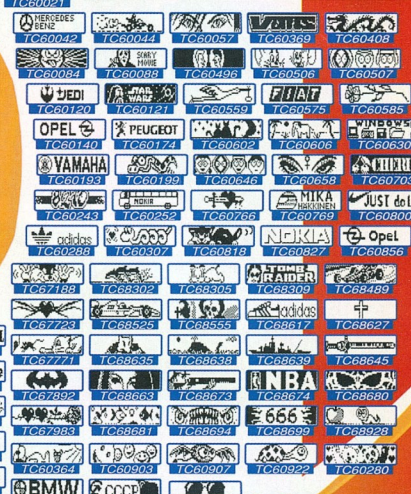 TC60021
MERCEDES BENZ
TC60042 TC60044 TC60057 TC60369 TC60408
SCARY MOVIE
TC60084 TC60088 TC60496 TC60501 TC60507
JEDI STAR WARS FIAT
TC60120 TC60121 TC60559 TC60575 TC60585
OPEL PEUGEOT WINDOWS
TC60140 TC60174 TC60602 TC60606 TC60630
YAMAHA
TC60193 TC60199 TC60646 TC60658 TC60703
NOKIA MIKA HAKKINEN JUST do
TC60243 TC60252 TC60766 TC60769 TC60800
adidas NOKIA Opel
TC60288 TC60307 TC60818 TC60827 TC60856
TOMB RAIDER
TC67188 TC68302 TC68305 TC68309 TC68489
adidas
TC67723 TC68525 TC68555 TC68617 TC68627
TC67771 TC68635 TC68638 TC68639 TC68645
NBA
TC67892 TC68663 TC68673 TC68674 TC68680
666
TC67983 TC68681 TC68694 TC68699 TC68928
TC60364 TC60903 TC60907 TC60922 TC60280
BMW CCCP